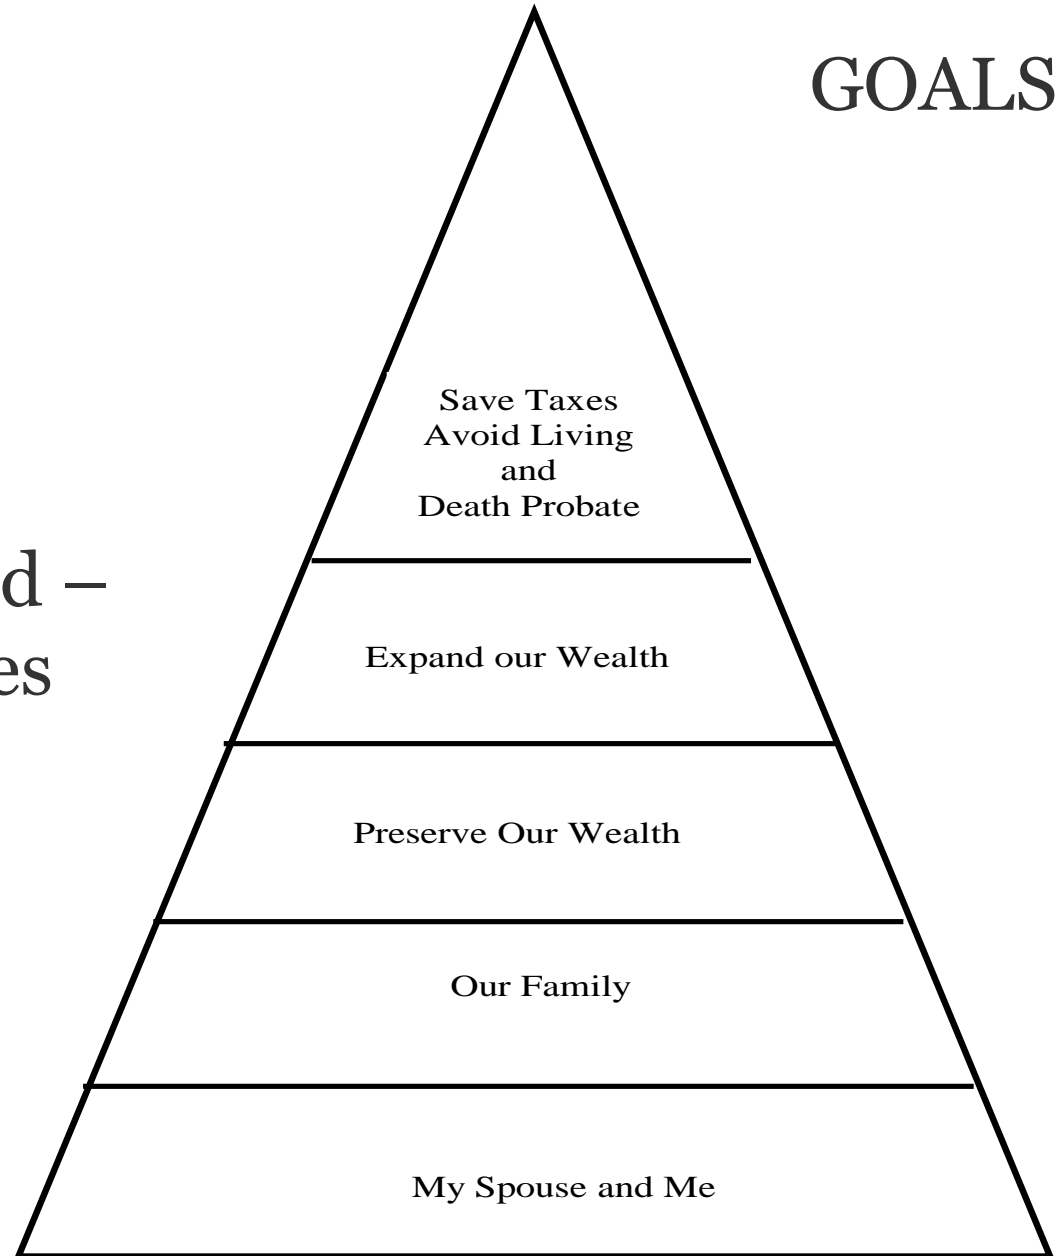 GOALS
Save Taxes
Avoid Living
and
Death Probate
d –
es
Expand our Wealth
Preserve Our Wealth
Our Family
My Spouse and Me